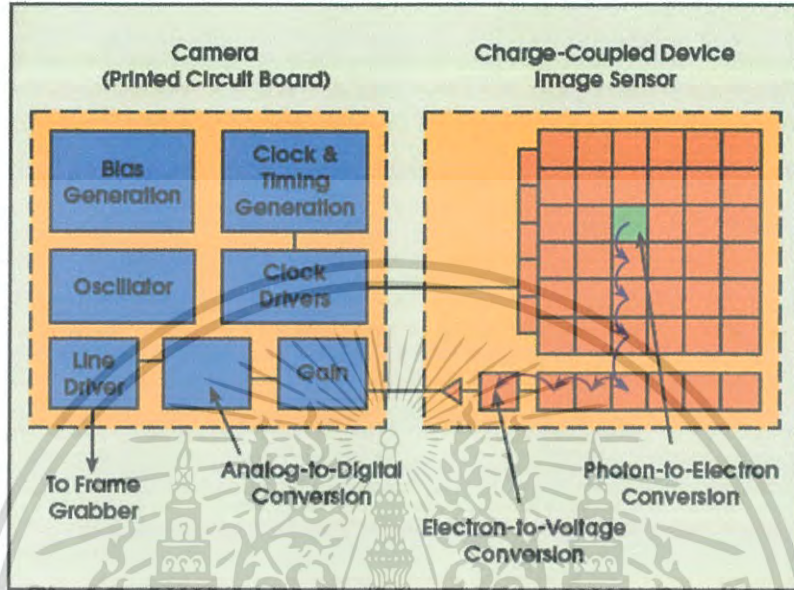 Camera
(Printed Circuit Board)
Charge-Coupled Device
Image Sensor
Bias
Generation
Clock &
Timing
Generation
Oscillator
Clock
Drivers
Line
Driver
Gain
To Frame
Grabber
Analog-to-Digital
Conversion
Electron-to-Voltage
Conversion
Photon-to-Electron
Conversion